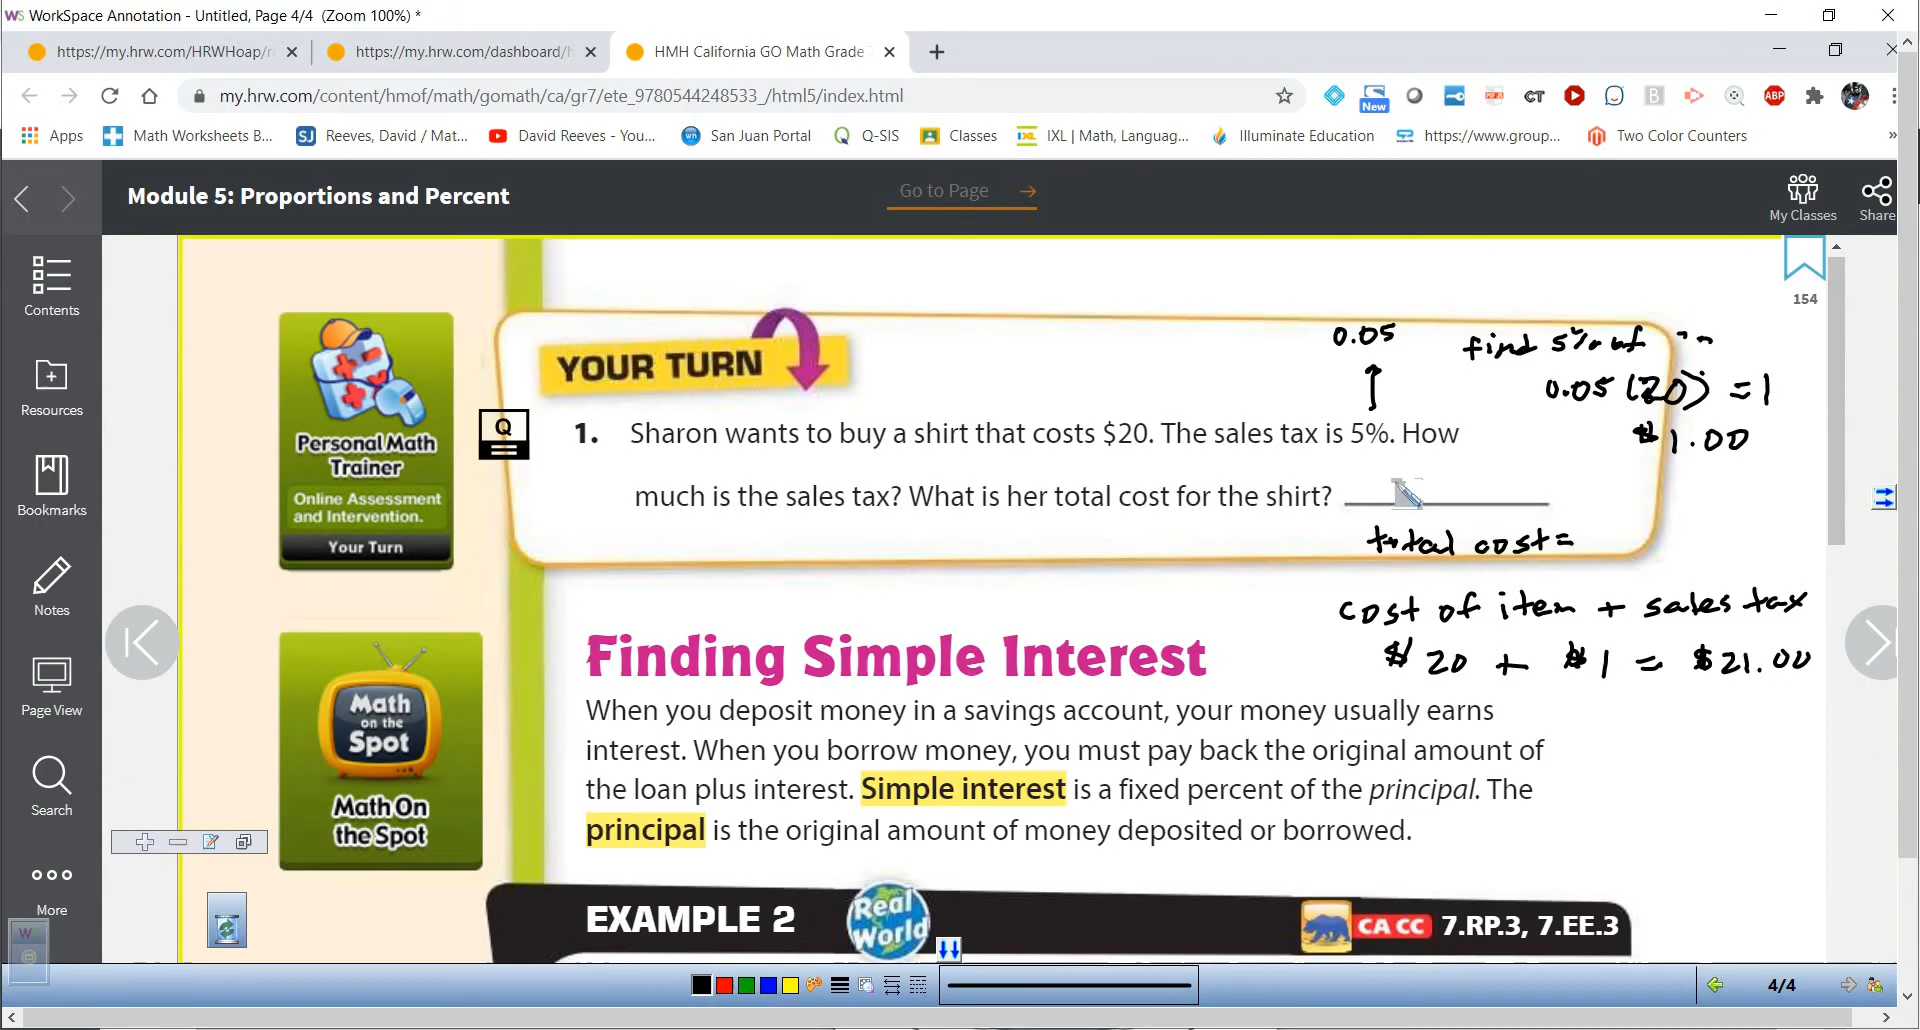 WS WorkSpace Annotation - Untitled, Page 4/4 (Zoom 100%) *
https://my.hrw.com/HRWHoap/r
https://my.hrw.com/dashboard/h
HMH California GO Math Grade
my.hrw.com/content/hmof/math/gomath/ca/gr7/ete_9780544248533_/html5/index.html
New
CT
B
ABP
Apps
Math Worksheets B...
SJ
Reeves, David / Mat...
David Reeves - You...
San Juan Portal
Q-SIS
Classes
IXL | Math, Languag...
Illuminate Education
https://www.group...
Two Color Counters
»
Module 5: Proportions and Percent
Go to Page →
My Classes
Share
Contents
Resources
Bookmarks
Notes
Page View
Search
More
154
Personal Math
Trainer
Online Assessment
and Intervention.
Your Turn
YOUR TURN
0.05
find 5% of
0.05 (20) = 1
$1.00
Q
1. Sharon wants to buy a shirt that costs $20. The sales tax is 5%. How
much is the sales tax? What is her total cost for the shirt?
total cost =
cost of item + sales tax
$20 + $1 = $21.00
Math
on the
Spot
Math On
the Spot
Finding Simple Interest
When you deposit money in a savings account, your money usually earns
interest. When you borrow money, you must pay back the original amount of
the loan plus interest. Simple interest is a fixed percent of the principal. The
principal is the original amount of money deposited or borrowed.
EXAMPLE 2
Real
World
CA CC 7.RP.3, 7.EE.3
W
4/4